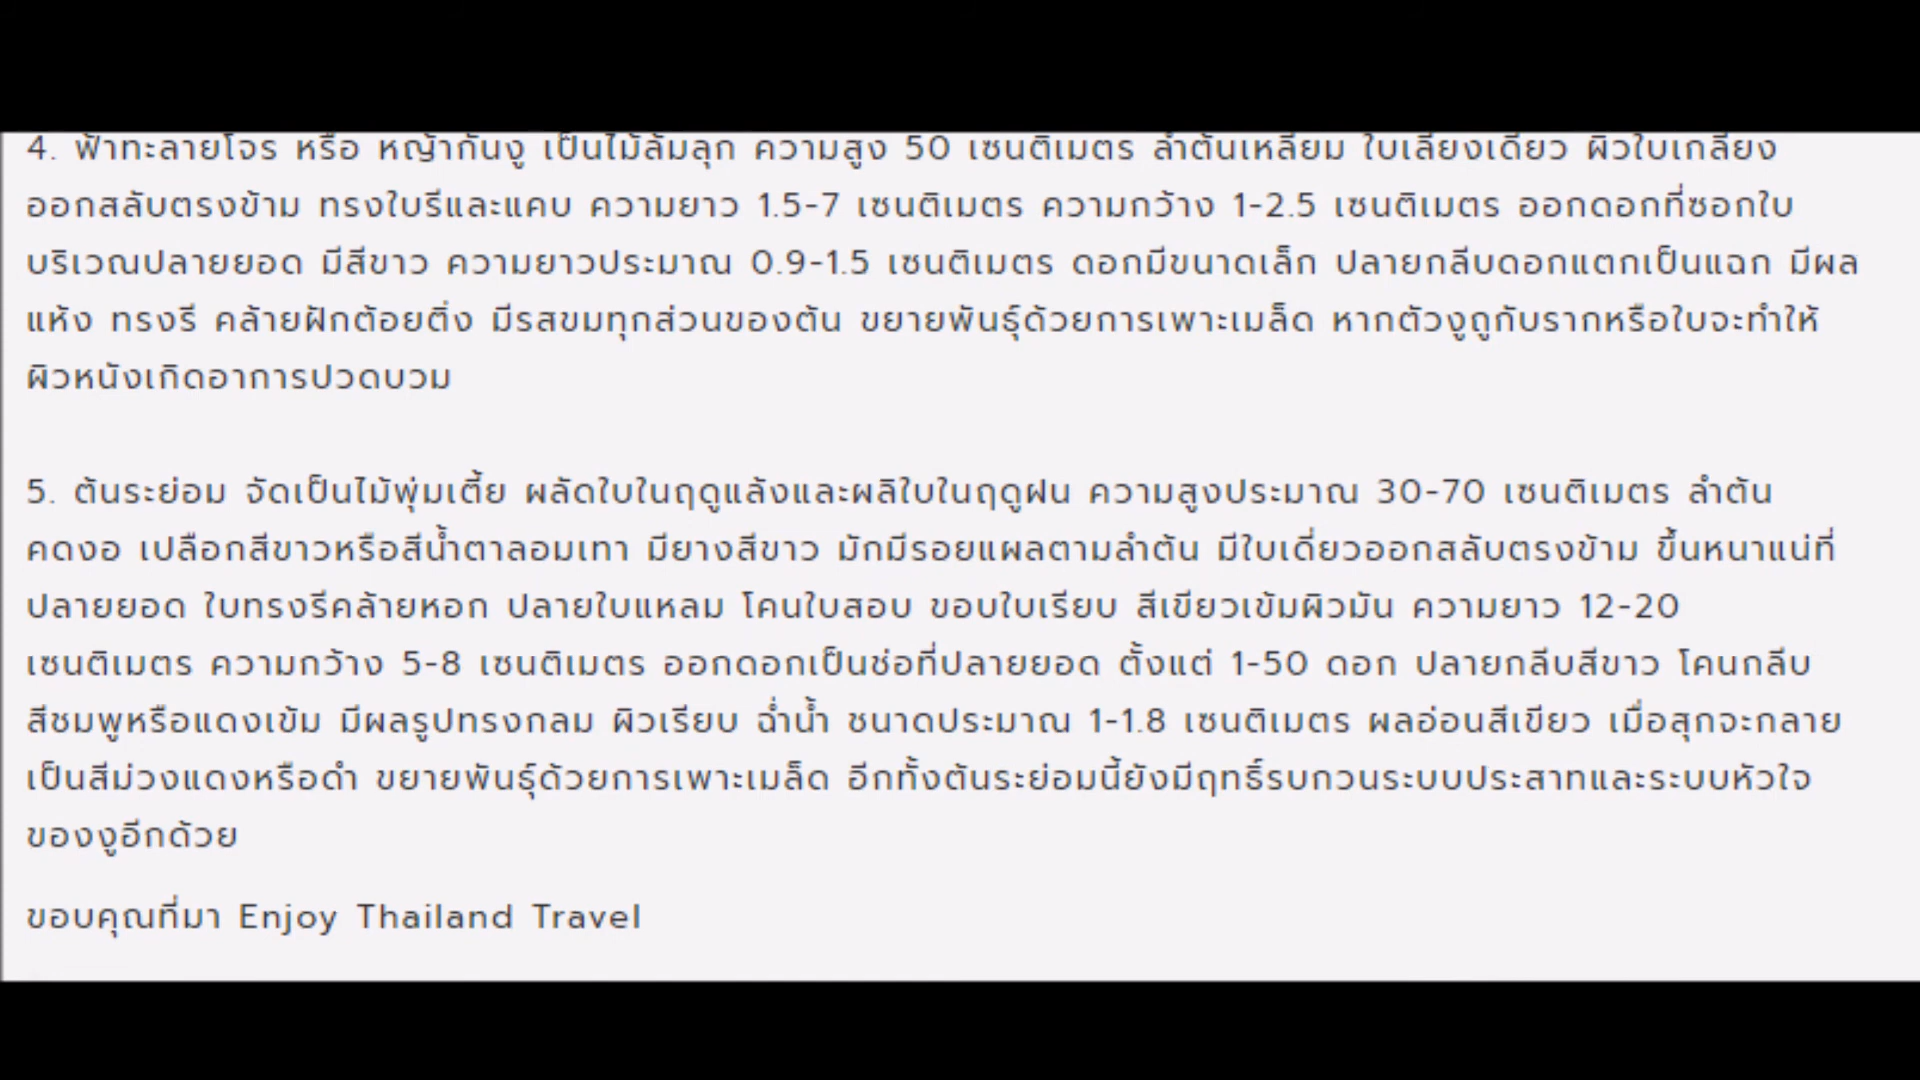 4. ฟ้าทะลายโจร หรือ หญ้ากันงู เป็นไม้ล้มลุก ความสูง 50 เซนติเมตร ลำต้นเหลี่ยม ใบเลี่ยงเดี่ยว ผิวใบเกลี้ยง
ออกสลับตรงข้าม ทรงใบรีและแคบ ความยาว 1.5-7 เซนติเมตร ความกว้าง 1-2.5 เซนติเมตร ออกดอกที่ซอกใบ
บริเวณปลายยอด มีสีขาว ความยาวประมาณ 0.9-1.5 เซนติเมตร ดอกมีขนาดเล็ก ปลายกลีบดอกแตกเป็นแฉก มีผล
แห้ง ทรงรี คล้ายฝักต้อยติ่ง มีรสขมทุกส่วนของต้น ขยายพันธุ์ด้วยการเพาะเมล็ด หากตัวงูถูกับรากหรือใบจะทำให้
ผิวหนังเกิดอาการปวดบวม
5. ต้นระย่อม จัดเป็นไม้พุ่มเตี้ย ผลัดใบในฤดูแล้งและผลิใบในฤดูฝน ความสูงประมาณ 30-70 เซนติเมตร ลำต้น
คดงอ เปลือกสีขาวหรือสีน้ำตาลอมเทา มียางสีขาว มักมีรอยแผลตามลำต้น มีใบเดี่ยวออกสลับตรงข้าม ขึ้นหนาแน่ที่
ปลายยอด ใบทรงรีคล้ายหอก ปลายใบแหลม โคนใบสอบ ขอบใบเรียบ สีเขียวเข้มผิวมัน ความยาว 12-20
เซนติเมตร ความกว้าง 5-8 เซนติเมตร ออกดอกเป็นช่อที่ปลายยอด ตั้งแต่ 1-50 ดอก ปลายกลีบสีขาว โคนกลีบ
สีชมพูหรือแดงเข้ม มีผลรูปทรงกลม ผิวเรียบ ฉ่ำน้ำ ชนาดประมาณ 1-1.8 เซนติเมตร ผลอ่อนสีเขียว เมื่อสุกจะกลาย
เป็นสีม่วงแดงหรือดำ ขยายพันธุ์ด้วยการเพาะเมล็ด อีกทั้งต้นระย่อมนี้ยังมีฤทธิ์รบกวนระบบประสาทและระบบหัวใจ
ของงูอีกด้วย
ขอบคุณที่มา Enjoy Thailand Travel